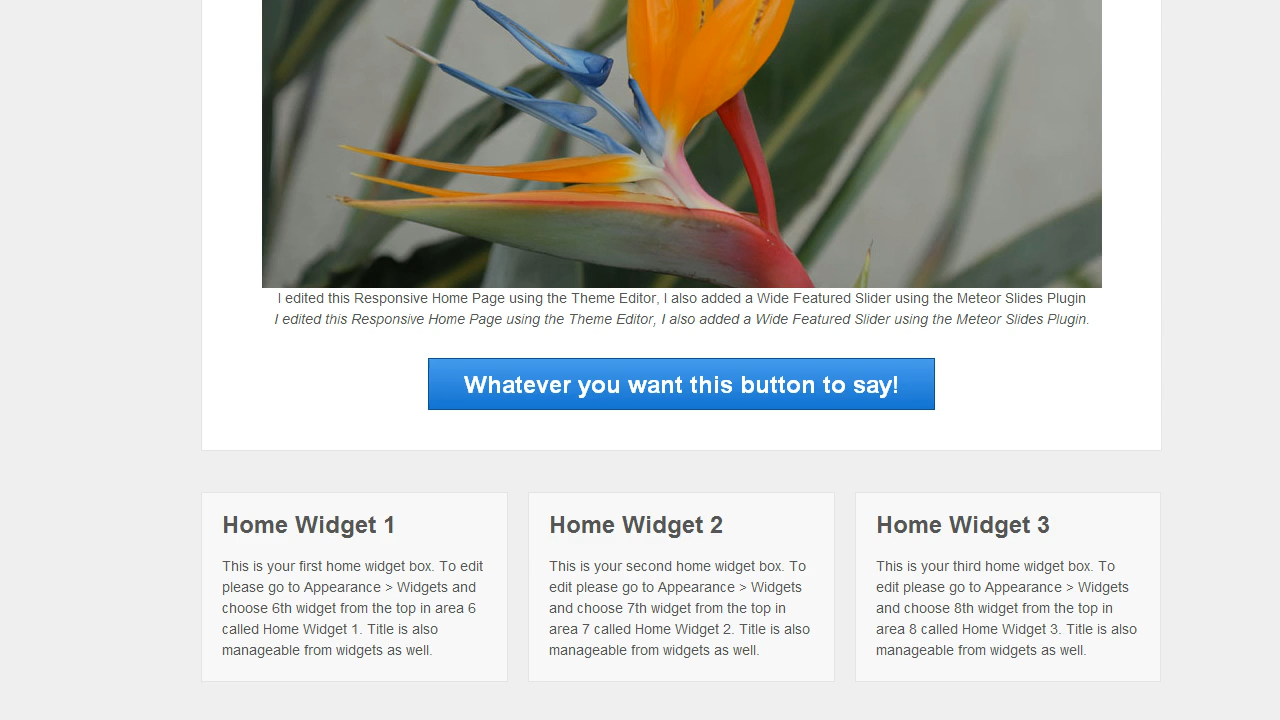 I edited this Responsive Home Page using the Theme Editor, I also added a Wide Featured Slider using the Meteor Slides Plugin
I edited this Responsive Home Page using the Theme Editor, I also added a Wide Featured Slider using the Meteor Slides Plugin.
Whatever you want this button to say!
Home Widget 1
This is your first home widget box. To edit
please go to Appearance > Widgets and
choose 6th widget from the top in area 6
called Home Widget 1. Title is also
manageable from widgets as well.
Home Widget 2
This is your second home widget box. To
edit please go to Appearance > Widgets
and choose 7th widget from the top in
area 7 called Home Widget 2. Title is also
manageable from widgets as well.
Home Widget 3
This is your third home widget box. To
edit please go to Appearance > Widgets
and choose 8th widget from the top in
area 8 called Home Widget 3. Title is also
manageable from widgets as well.